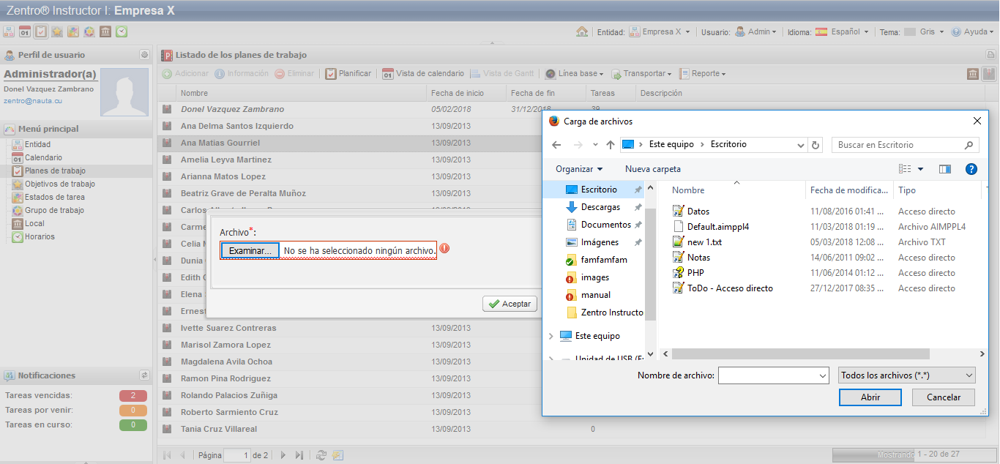 Zentro® Instructor I: Empresa X
Entidad: Empresa X Usuario: Admin Idioma: Español Tema: Gris Ayuda
Perfil de usuario
Administrador(a)
Donel Vazquez Zambrano
zentro@nauta.cu
Menú principal
Entidad
Calendario
Planes de trabajo
Objetivos de trabajo
Estados de tarea
Grupo de trabajo
Local
Horarios
Notificaciones
Tareas vencidas: 2
Tareas por venir: 0
Tareas en curso: 0
Listado de los planes de trabajo
Adicionar Información Eliminar Planificar Vista de calendario Vista de Gantt Línea base Transportar Reporte
Nombre Fecha de inicio Fecha de fin Tareas Descripción
Donel Vazquez Zambrano 05/02/2018 31/12/2018 39
Ana Delma Santos Izquierdo 13/09/2013
Ana Matias Gourriel 13/09/2013
Amelia Leyva Martinez 13/09/2013
Arianna Matos Lopez 13/09/2013
Beatriz Grave de Peralta Muñoz 13/09/2013
Carlos
Carme
Celia M
Dunia
Edith G
Elena
Ernest
Ivette Suarez Contreras 13/09/2013
Marisol Zamora Lopez 13/09/2013
Magdalena Avila Ochoa 13/09/2013
Ramon Pina Rodriguez 13/09/2013
Rolando Palacios Zuñiga 13/09/2013
Roberto Sarmiento Cruz 13/09/2013
Tania Cruz Villareal 13/09/2013 0
Página 1 de 2
Mostrando 1 - 20 de 27
Archivo*:
Examinar... No se ha seleccionado ningún archivo.
Aceptar
Carga de archivos
Este equipo Escritorio
Buscar en Escritorio
Organizar Nueva carpeta
Escritorio
Descargas
Documentos
Imágenes
famfamfam
images
manual
Zentro Instructo
Este equipo
Unidad de USB (E:
Nombre Fecha de modifica... Tipo
Datos 11/08/2016 01:41 ... Acceso directo
Default.aimppl4 11/03/2018 01:19 ... Archivo AIMPPL4
new 1.txt 05/03/2018 12:08 ... Archivo TXT
Notas 14/06/2011 09:02 ... Acceso directo
PHP 11/06/2014 01:12 ... Acceso directo
ToDo - Acceso directo 27/12/2017 08:35 ... Acceso directo
Nombre de archivo: Todos los archivos (*.*)
Abrir Cancelar